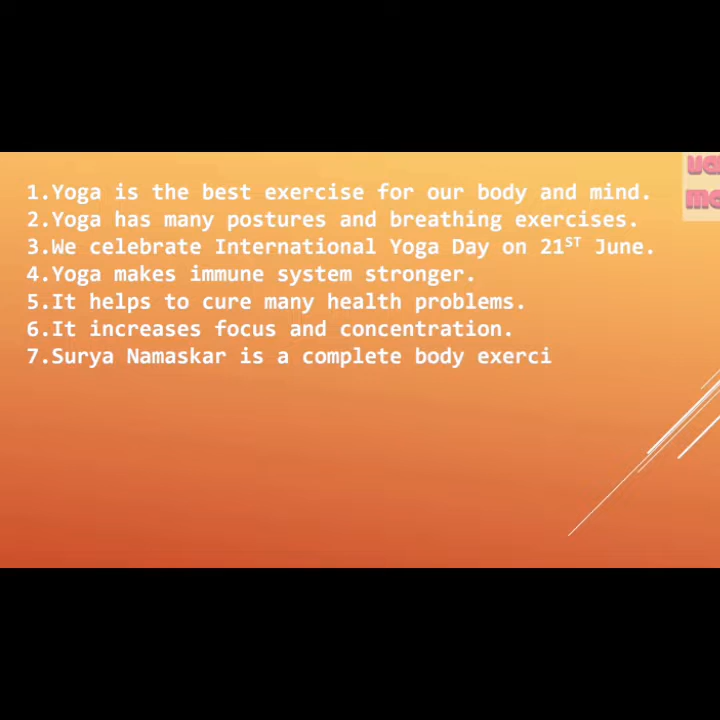 1.Yoga is the best exercise for our body and mind.
2.Yoga has many postures and breathing exercises.
3.We celebrate International Yoga Day on 21ST June.
4.Yoga makes immune system stronger.
5.It helps to cure many health problems.
6.It increases focus and concentration.
7.Surya Namaskar is a complete body exerci